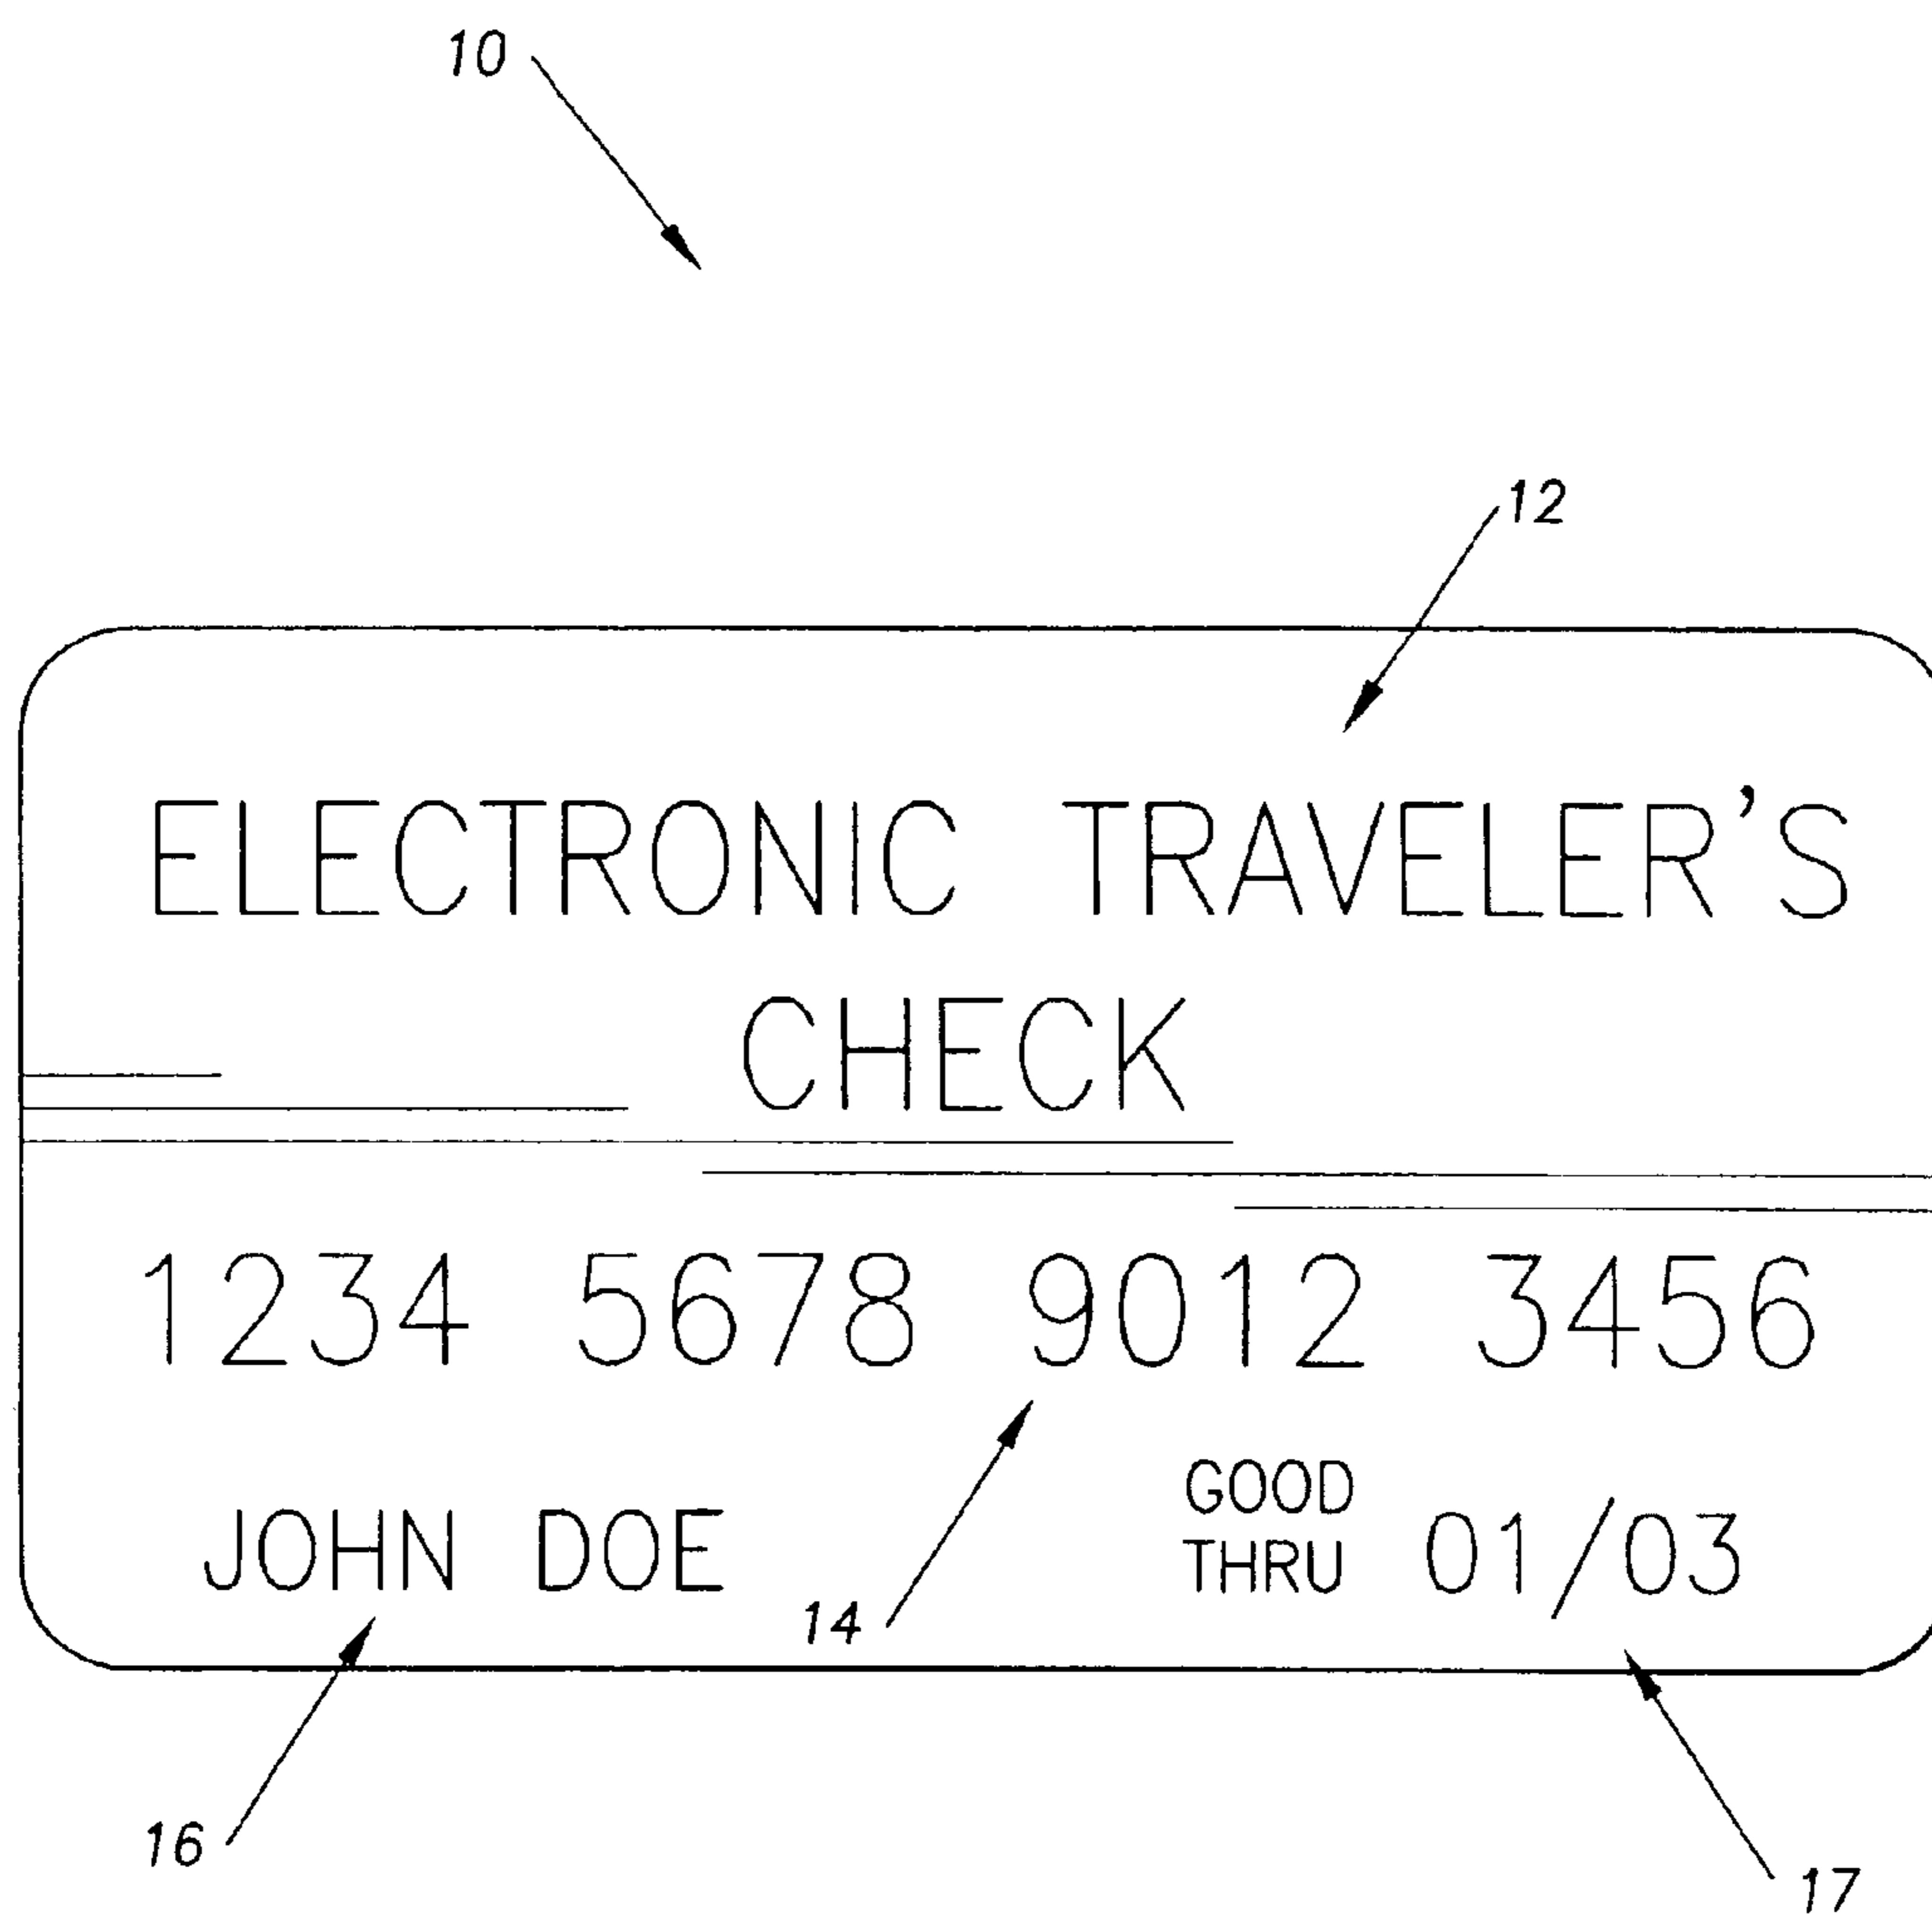 10
12
ELECTRONIC TRAVELER'S
CHECK
1234 5678 9012 3456
GOOD
JOHN DOE THRU 01/03
14
16
17